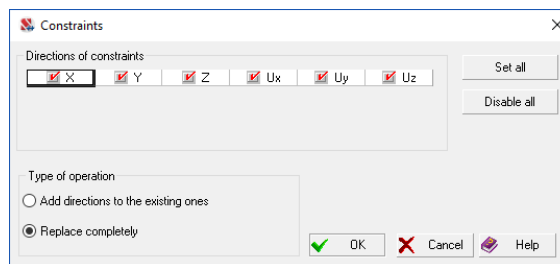 Constraints
Directions of constraints
X Y Z Ux Uy Uz
Set all
Disable all
Type of operation
Add directions to the existing ones
Replace completely
OK Cancel Help